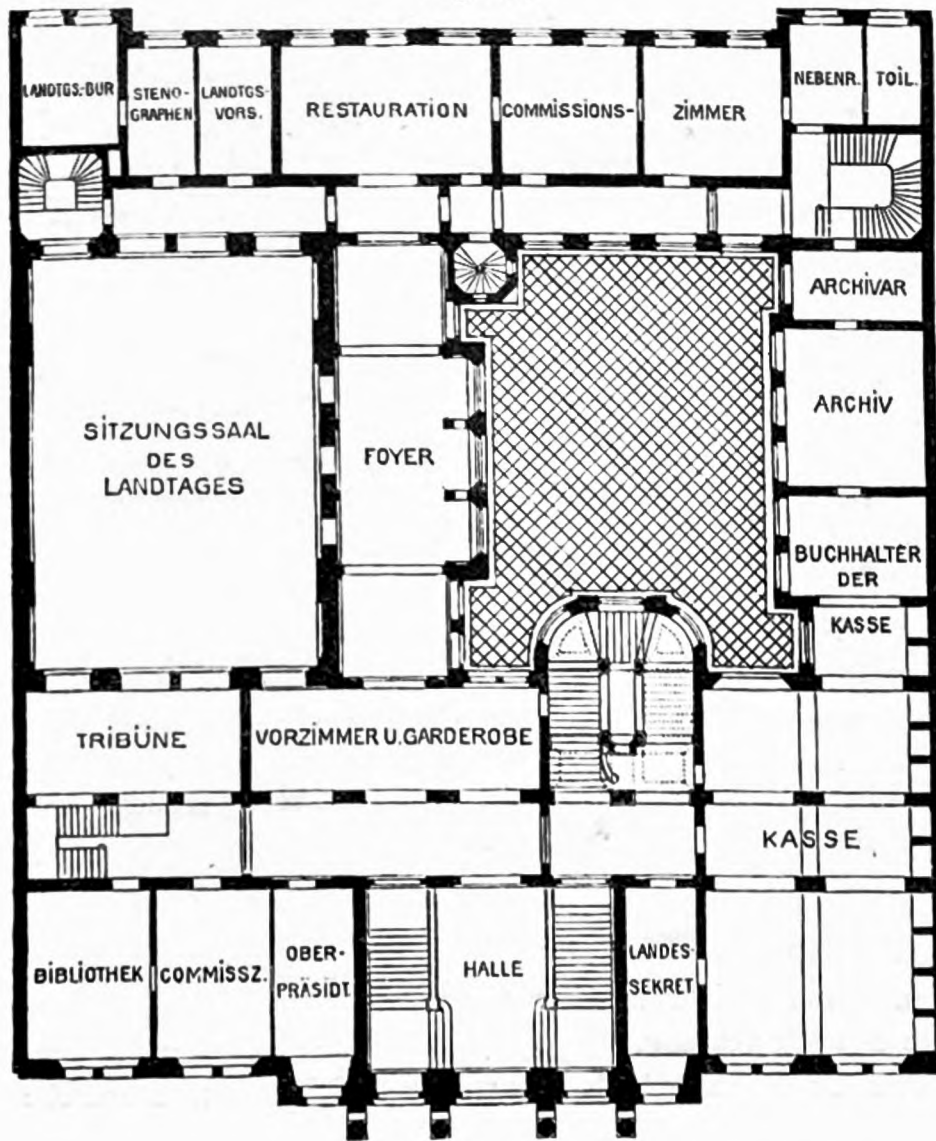 LANDTGS.-BUR
STENO-
GRAPHEN
LANDTGS-
VORS.
RESTAURATION
COMMISSIONS-
ZIMMER
NEBENR.
TOIL.
ARCHIVAR
ARCHIV
SITZUNGSSAAL
DES
LANDTAGES
FOYER
BUCHHALTER
DER
KASSE
TRIBÜNE
VORZIMMER U. GARDEROBE
KASSE
BIBLIOTHEK
COMMISSZ.
OBER-
PRÄSIDT.
HALLE
LANDES-
SEKRET